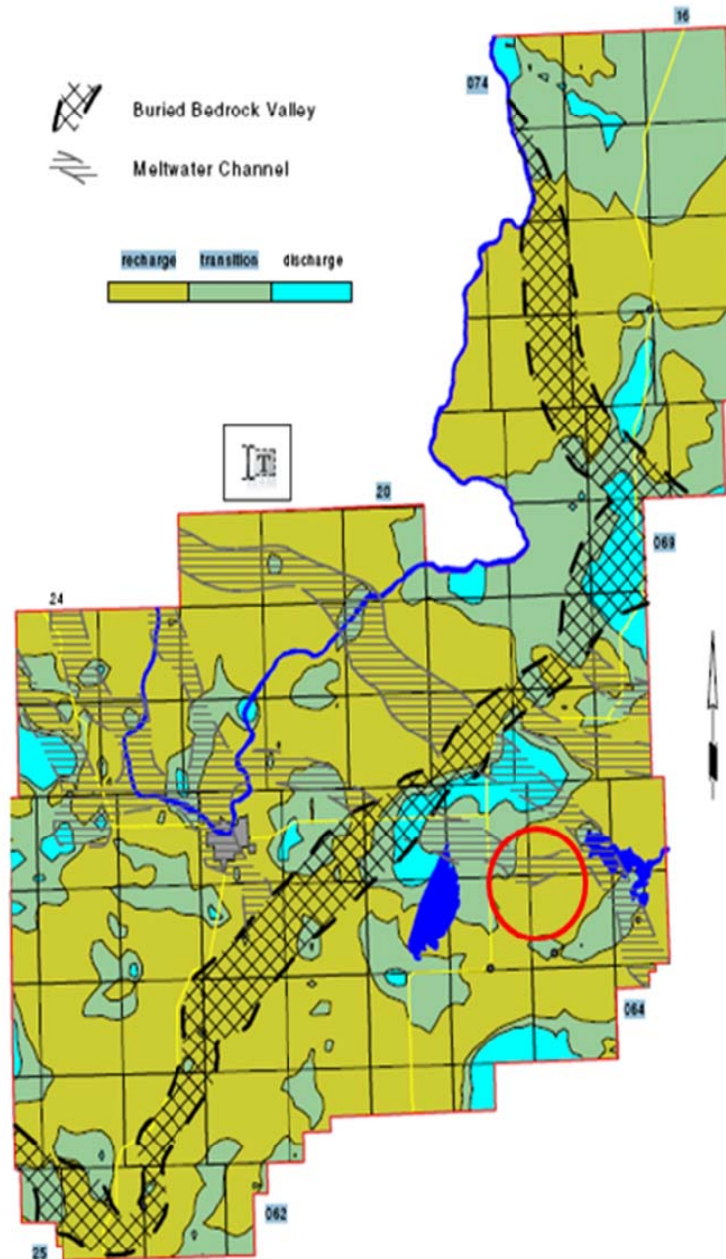 16
074
Buried Bedrock Valley
Meltwater Channel
recharge transition discharge
T
20
069
24
064
062
25